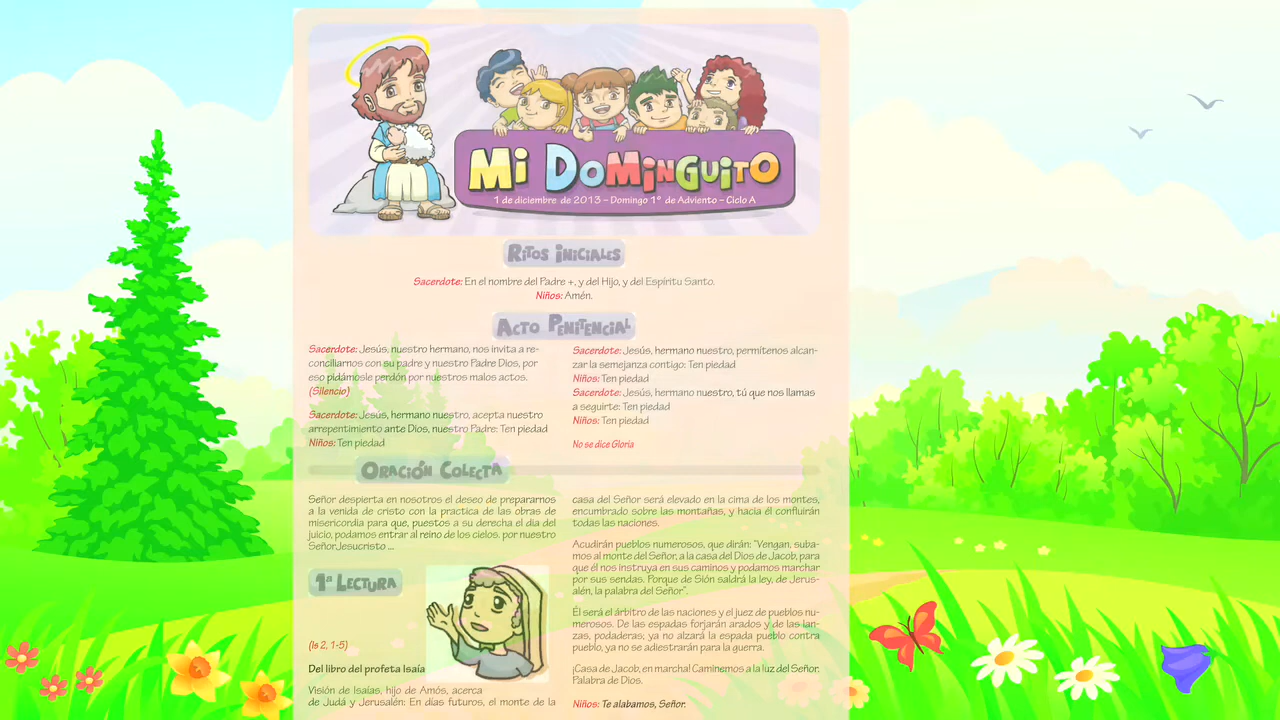 Mi Dominguito
1 de diciembre de 2013 – Domingo 1° de Adviento – Ciclo A
Ritos Iniciales
Sacerdote: En el nombre del Padre +, y del Hijo, y del Espíritu Santo.
Niños: Amén.
Acto Penitencial
Sacerdote: Jesús, nuestro hermano, nos invita a re-
conciliarnos con su padre y nuestro Padre Dios, por
eso pidámosle perdón por nuestros malos actos.
(Silencio)
Sacerdote: Jesús, hermano nuestro, acepta nuestro
arrepentimiento ante Dios, nuestro Padre: Ten piedad
Niños: Ten piedad
Sacerdote: Jesús, hermano nuestro, permítenos alcan-
zar la semejanza contigo: Ten piedad
Niños: Ten piedad
Sacerdote: Jesús, hermano nuestro, tú que nos llamas
a seguirte: Ten piedad
Niños: Ten piedad
No se dice Gloria
Oración Colecta
Señor despierta en nosotros el deseo de prepararnos
a la venida de cristo con la practica de las obras de
misericordia para que, puestos a su derecha el dia del
juicio, podamos entrar al reino de los cielos. por nuestro
Señor Jesucristo ...
1ª Lectura
(Is 2, 1-5)
Del libro del profeta Isaía
Visión de Isaías, hijo de Amós, acerca
de Judá y Jerusalén: En días futuros, el monte de la
casa del Señor será elevado en la cima de los montes,
encumbrado sobre las montañas, y hacia él confluirán
todas las naciones.
Acudirán pueblos numerosos, que dirán: "Vengan, suba-
mos al monte del Señor, a la casa del Dios de Jacob, para
que él nos instruya en sus caminos y podamos marchar
por sus sendas. Porque de Sión saldrá la ley, de Jerus-
alén, la palabra del Señor".
Él será el árbitro de las naciones y el juez de pueblos nu-
merosos. De las espadas forjarán arados y de las lan-
zas, podaderas; ya no alzará la espada pueblo contra
pueblo, ya no se adiestrarán para la guerra.
¡Casa de Jacob, en marcha! Caminemos a la luz del Señor.
Palabra de Dios.
Niños: Te alabamos, Señor.